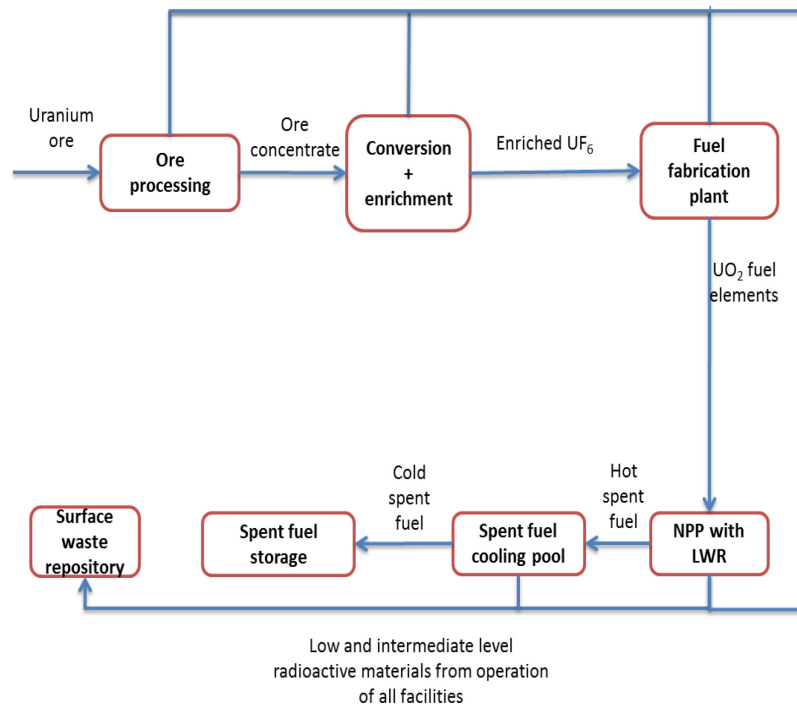 Uranium
ore
Ore
processing
Ore
concentrate
Conversion
+
enrichment
Enriched UF₆
Fuel
fabrication
plant
UO₂ fuel
elements
Surface
waste
repository
Spent fuel
storage
Cold
spent
fuel
Spent fuel
cooling pool
Hot
spent
fuel
NPP with
LWR
Low and intermediate level
radioactive materials from operation
of all facilities